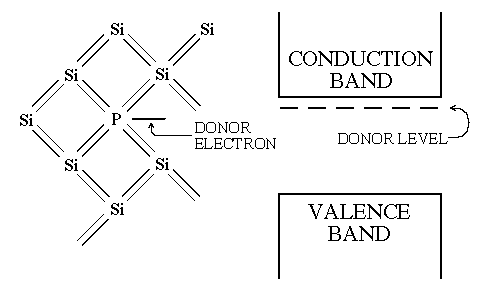 Si
Si
Si
Si
Si
P
Si
Si
Si
DONOR
ELECTRON
CONDUCTION
BAND
DONOR LEVEL
VALENCE
BAND